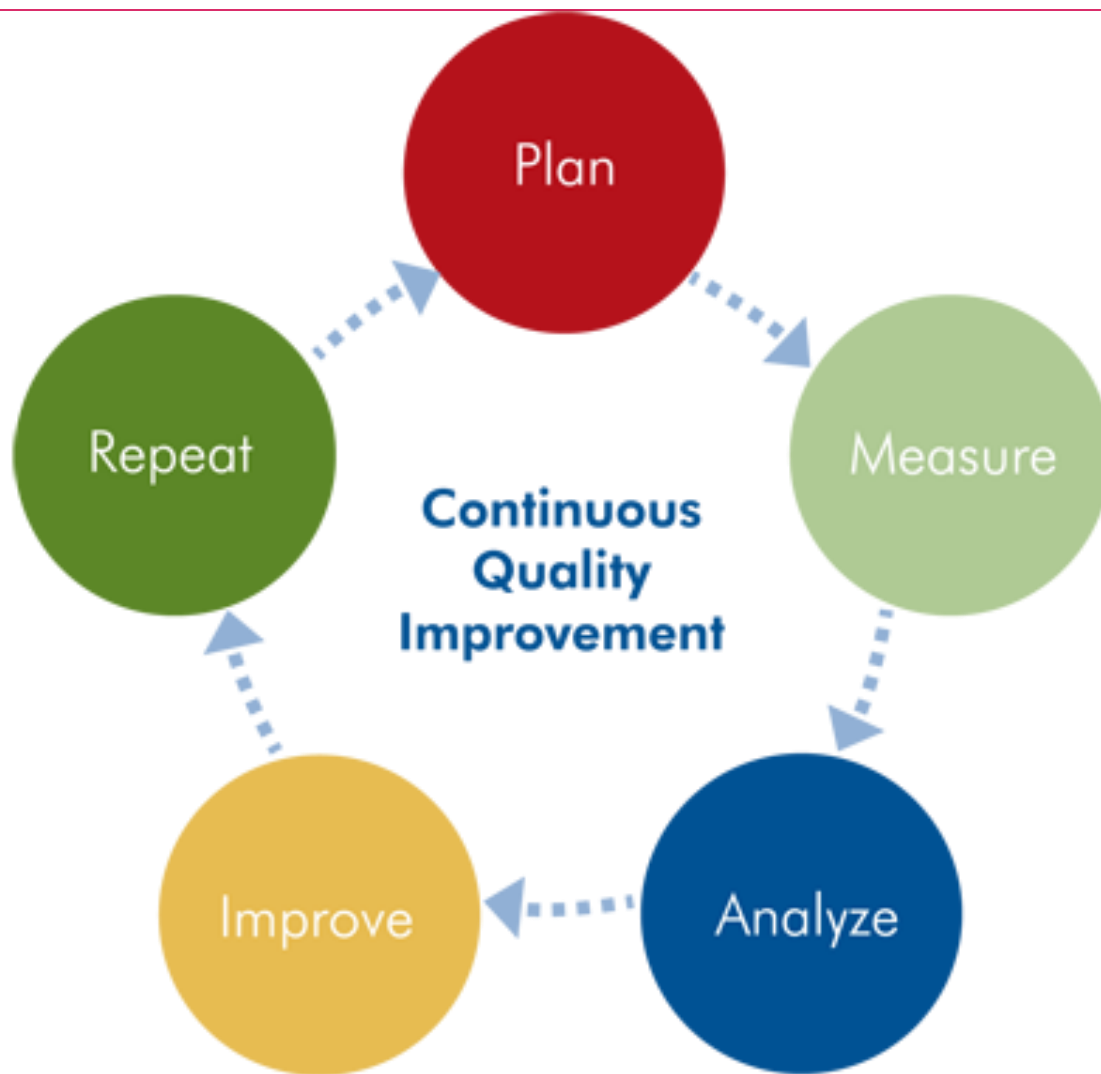 Plan
Measure
Analyze
Improve
Repeat
Continuous
Quality
Improvement